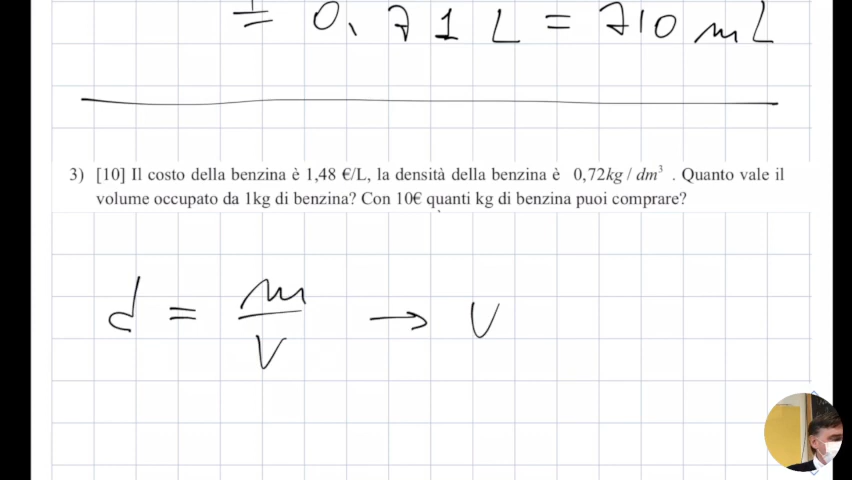 = 0,71 L = 710 mL
3) [10] Il costo della benzina è 1,48 €/L, la densità della benzina è 0,72kg / dm³ . Quanto vale il
volume occupato da 1kg di benzina? Con 10€ quanti kg di benzina puoi comprare?
d = m/V → V